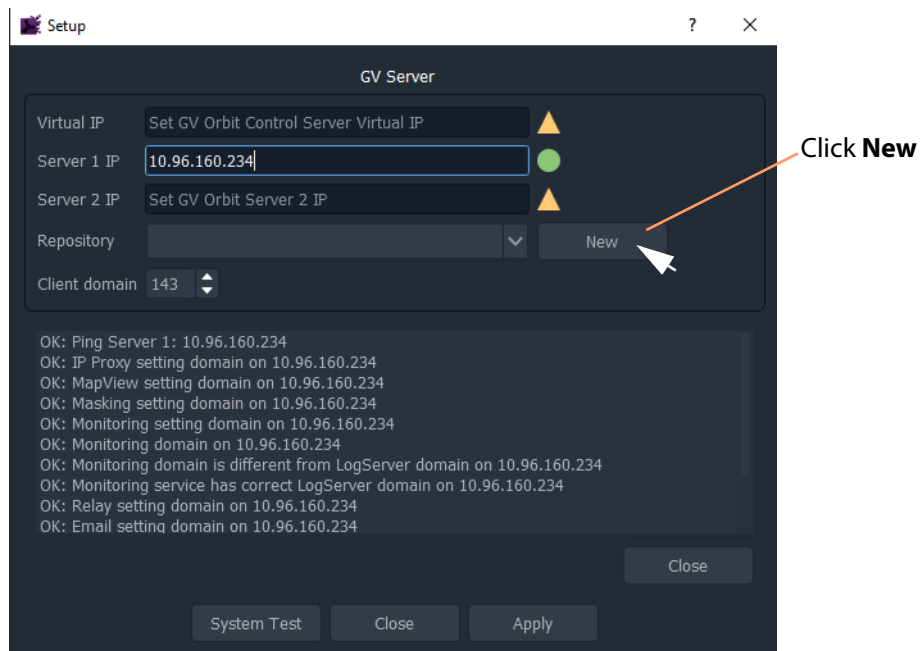 Setup ?
GV Server
Virtual IP Set GV Orbit Control Server Virtual IP
Server 1 IP 10.96.160.234
Click New
Server 2 IP Set GV Orbit Server 2 IP
Repository New
Client domain 143
OK: Ping Server 1: 10.96.160.234
OK: IP Proxy setting domain on 10.96.160.234
OK: MapView setting domain on 10.96.160.234
OK: Masking setting domain on 10.96.160.234
OK: Monitoring setting domain on 10.96.160.234
OK: Monitoring domain on 10.96.160.234
OK: Monitoring domain is different from LogServer domain on 10.96.160.234
OK: Monitoring service has correct LogServer domain on 10.96.160.234
OK: Relay setting domain on 10.96.160.234
OK: Email setting domain on 10.96.160.234
Close
System Test Close Apply